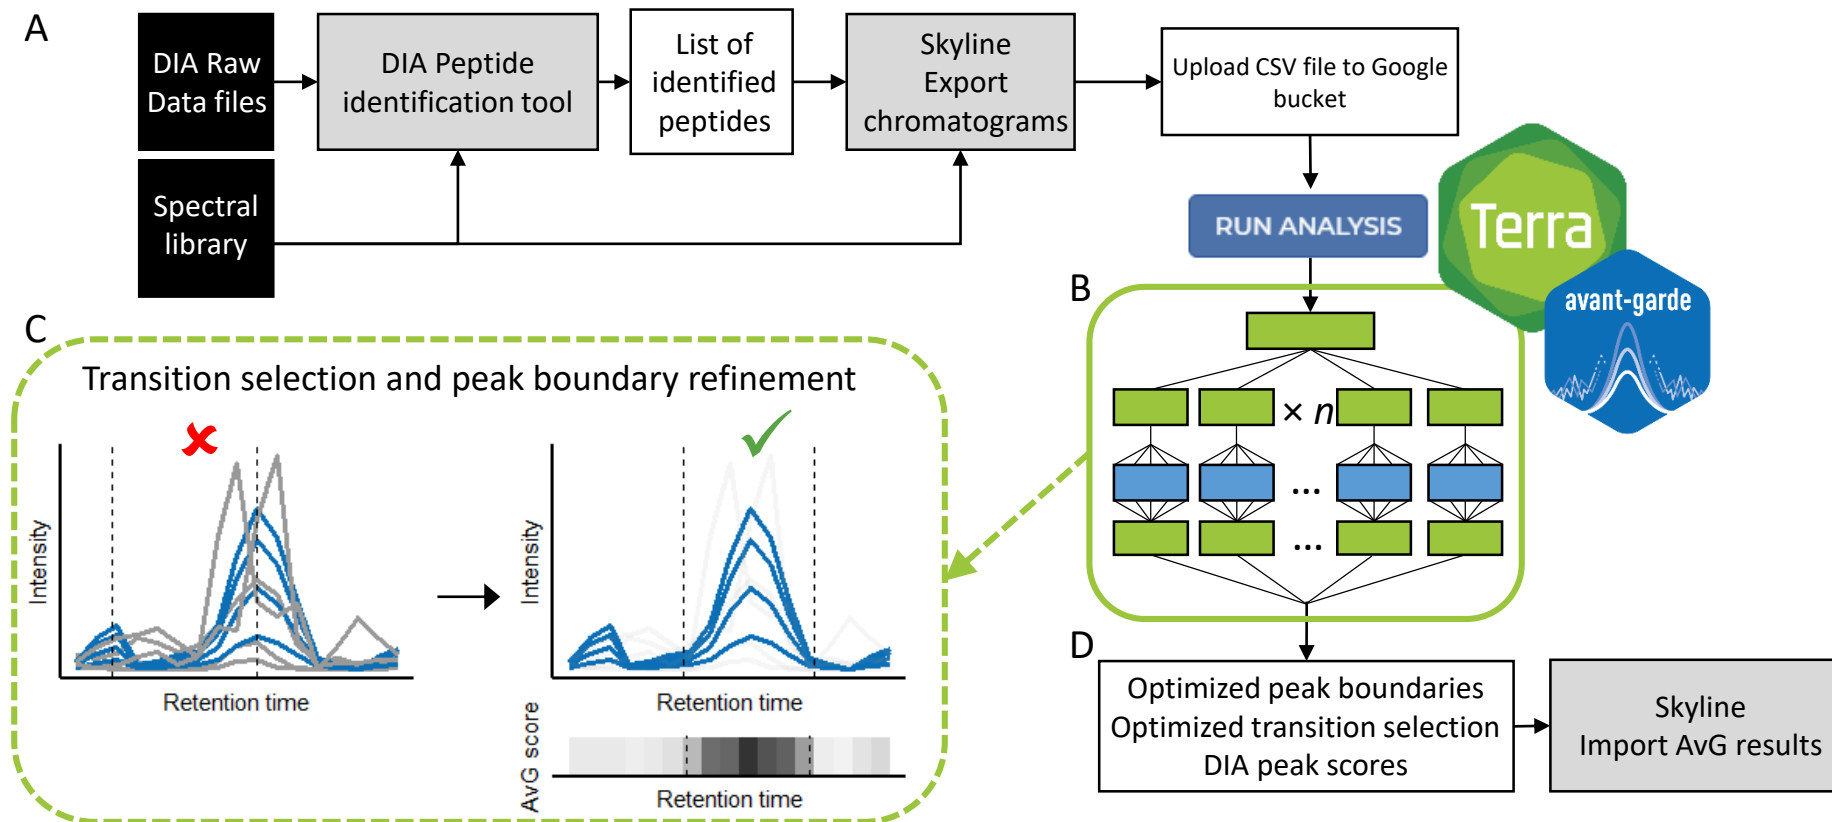 A
DIA Raw
Data files
DIA Peptide
identification tool
List of
identified
peptides
Skyline
Export
chromatograms
Upload CSV file to Google
bucket
Spectral
library
RUN ANALYSIS
Terra
avant-garde
B
× n
...
...
C
Transition selection and peak boundary refinement
Intensity
Retention time
Intensity
Retention time
AvG score
Retention time
D
Optimized peak boundaries
Optimized transition selection
DIA peak scores
Skyline
Import AvG results